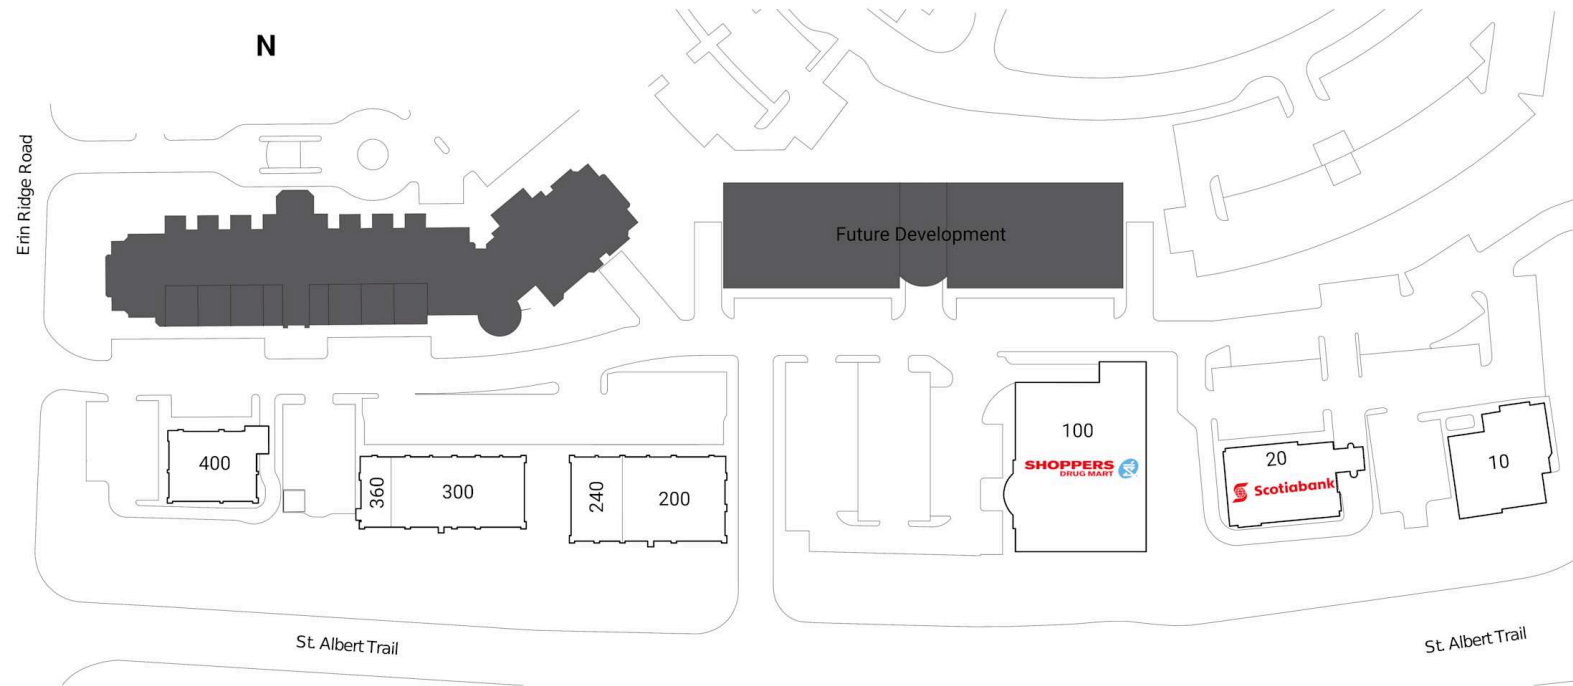 N
Erin Ridge Road
Future Development
400
360
300
240
200
100
SHOPPERS
DRUG MART
20
Scotiabank
10
St. Albert Trail
St. Albert Trail